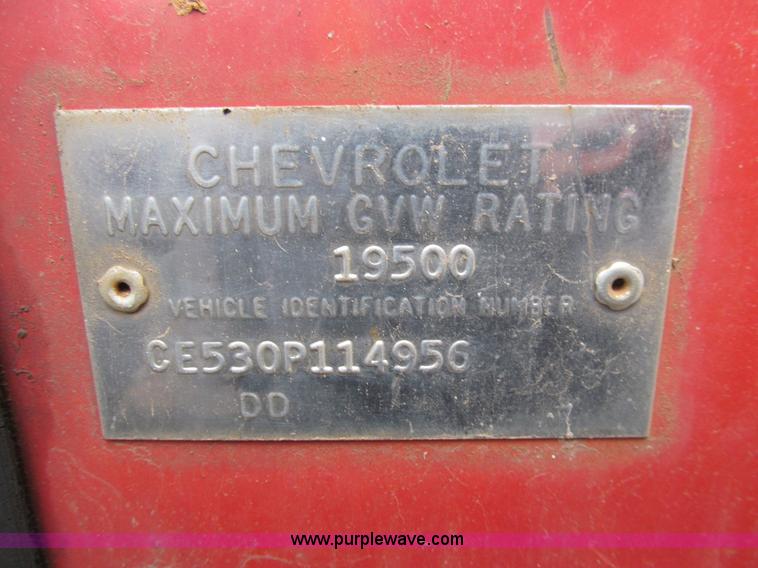 CHEVROLET
MAXIMUM GVW RATING
19500
VEHICLE IDENTIFICATION NUMBER
CE530P114956
DD
www.purplewave.com